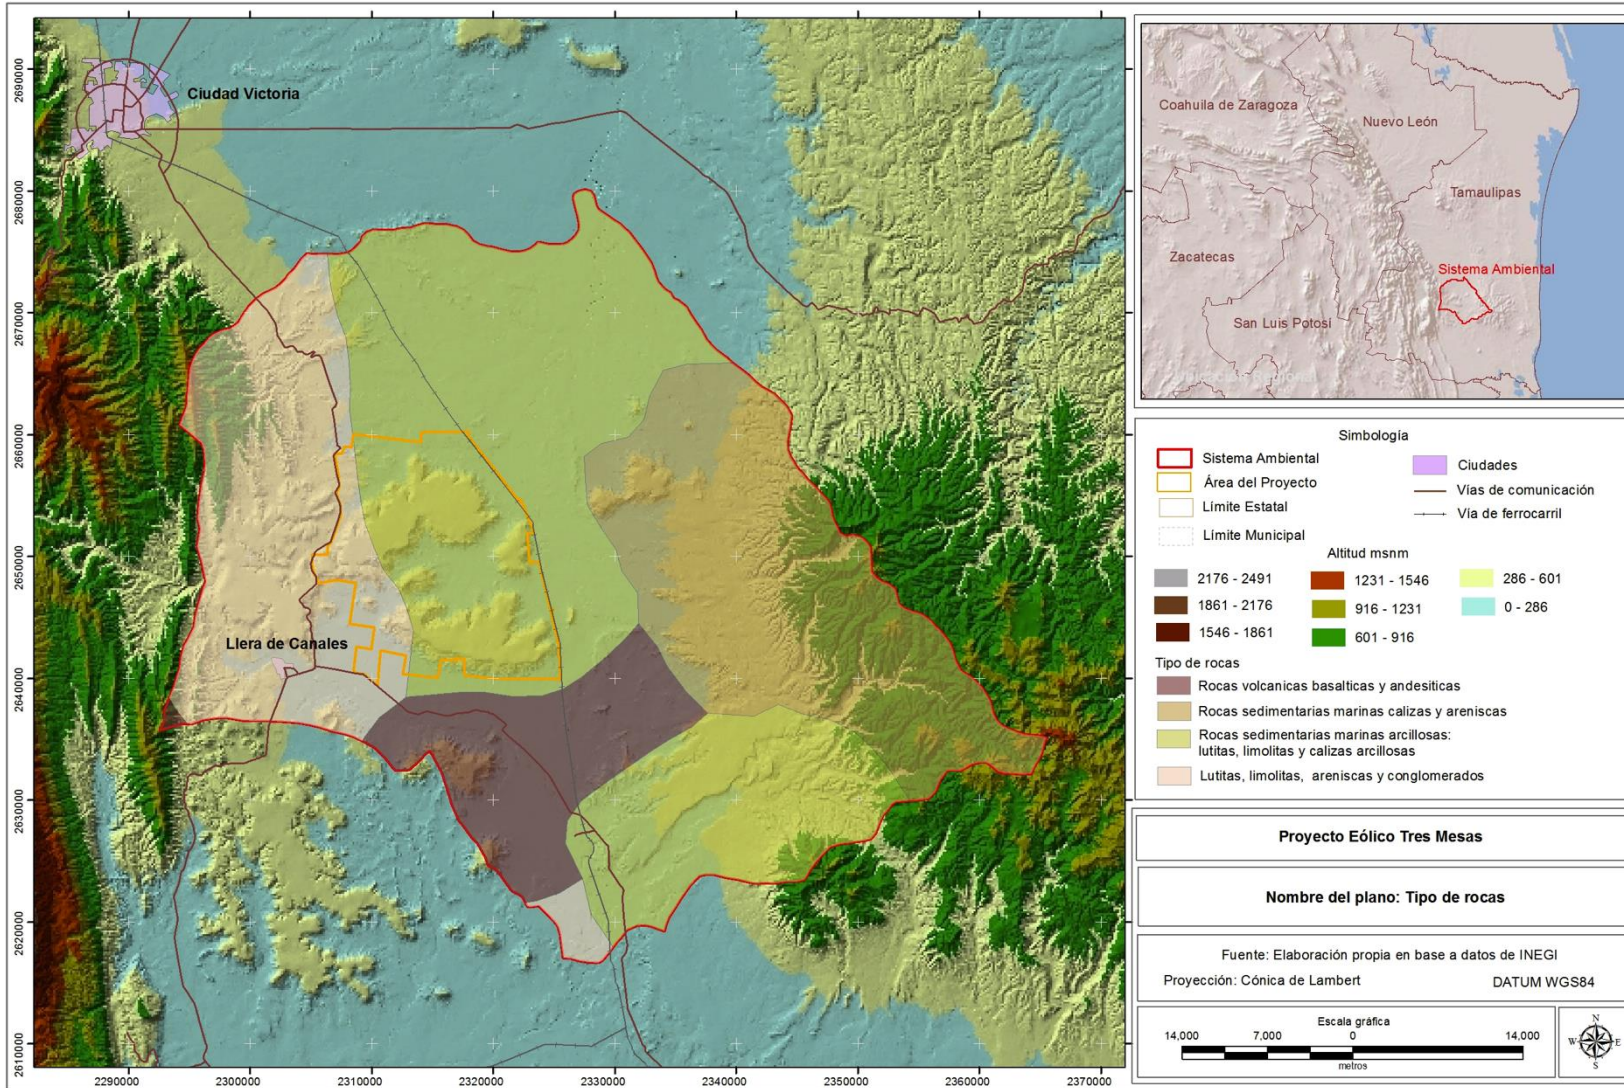 Ciudad Victoria
Llera de Canales
2690000
2680000
2670000
2660000
2650000
2640000
2630000
2620000
2610000
2290000
2300000
2310000
2320000
2330000
2340000
2350000
2360000
2370000
Coahuila de Zaragoza
Nuevo León
Tamaulipas
Zacatecas
Sistema Ambiental
San Luis Potosí
Simbología
Sistema Ambiental
Área del Proyecto
Límite Estatal
Límite Municipal
Ciudades
Vías de comunicación
Vía de ferrocarril
Altitud msnm
2176 - 2491
1861 - 2176
1546 - 1861
1231 - 1546
916 - 1231
601 - 916
286 - 601
0 - 286
Tipo de rocas
Rocas volcanicas basalticas y andesiticas
Rocas sedimentarias marinas calizas y areniscas
Rocas sedimentarias marinas arcillosas:
lutitas, limolitas y calizas arcillosas
Lutitas, limolitas, areniscas y conglomerados
Proyecto Eólico Tres Mesas
Nombre del plano: Tipo de rocas
Fuente: Elaboración propia en base a datos de INEGI
Proyección: Cónica de Lambert DATUM WGS84
Escala gráfica
14,000 7,000 0 14,000
metros
N
W E
S